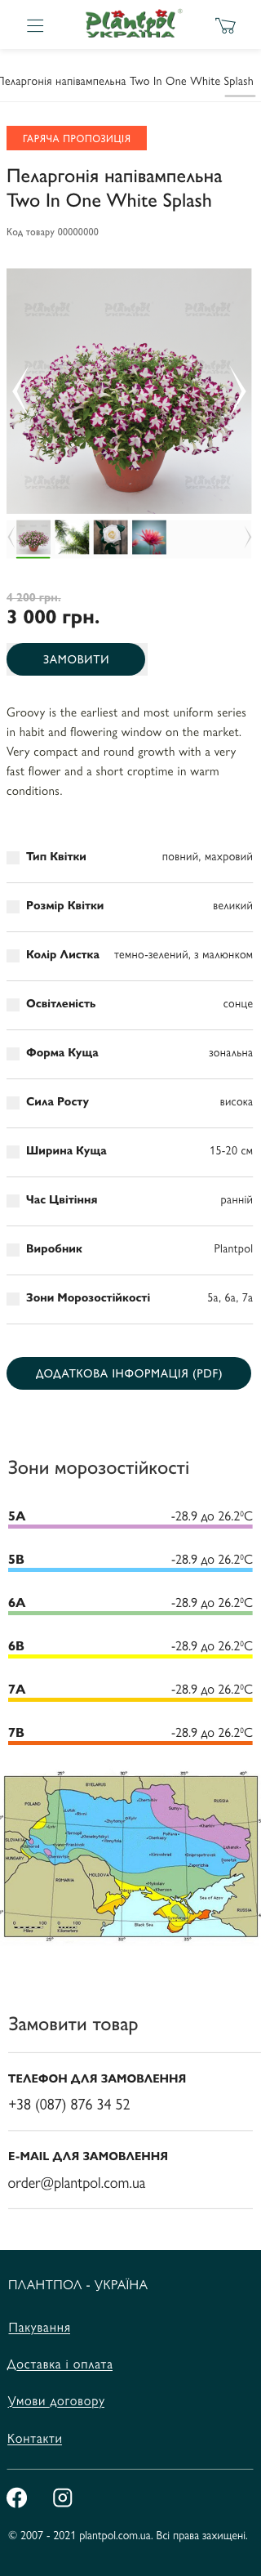 Plantpol
УКРАЇНА
Пеларгонія напівампельна Two In One White Splash
ГАРЯЧА ПРОПОЗИЦІЯ
Пеларгонія напівампельна
Two In One White Splash
Код товару 00000000
4 200 грн.
3 000 грн.
ЗАМОВИТИ
Groovy is the earliest and most uniform series
in habit and flowering window on the market.
Very compact and round growth with a very
fast flower and a short croptime in warm
conditions.
Тип Квітки повний, махровий
Розмір Квітки великий
Колір Листка темно-зелений, з малюнком
Освітленість сонце
Форма Куща зональна
Сила Росту висока
Ширина Куща 15-20 см
Час Цвітіння ранній
Виробник Plantpol
Зони Морозостійкості 5а, 6а, 7а
ДОДАТКОВА ІНФОРМАЦІЯ (PDF)
Зони морозостійкості
5A -28.9 до 26.2⁰C
5B -28.9 до 26.2⁰C
6A -28.9 до 26.2⁰C
6B -28.9 до 26.2⁰C
7A -28.9 до 26.2⁰C
7B -28.9 до 26.2⁰C
BYELARUS
POLAND
RUSSIA
SLOVAKIA
HUNGARY
MOLDOVA
ROMANIA
RUSSIA
Sea of Azov
Black Sea
Замовити товар
ТЕЛЕФОН ДЛЯ ЗАМОВЛЕННЯ
+38 (087) 876 34 52
E-MAIL ДЛЯ ЗАМОВЛЕННЯ
order@plantpol.com.ua
ПЛАНТПОЛ - УКРАЇНА
Пакування
Доставка і оплата
Умови договору
Контакти
© 2007 - 2021 plantpol.com.ua. Всі права захищені.